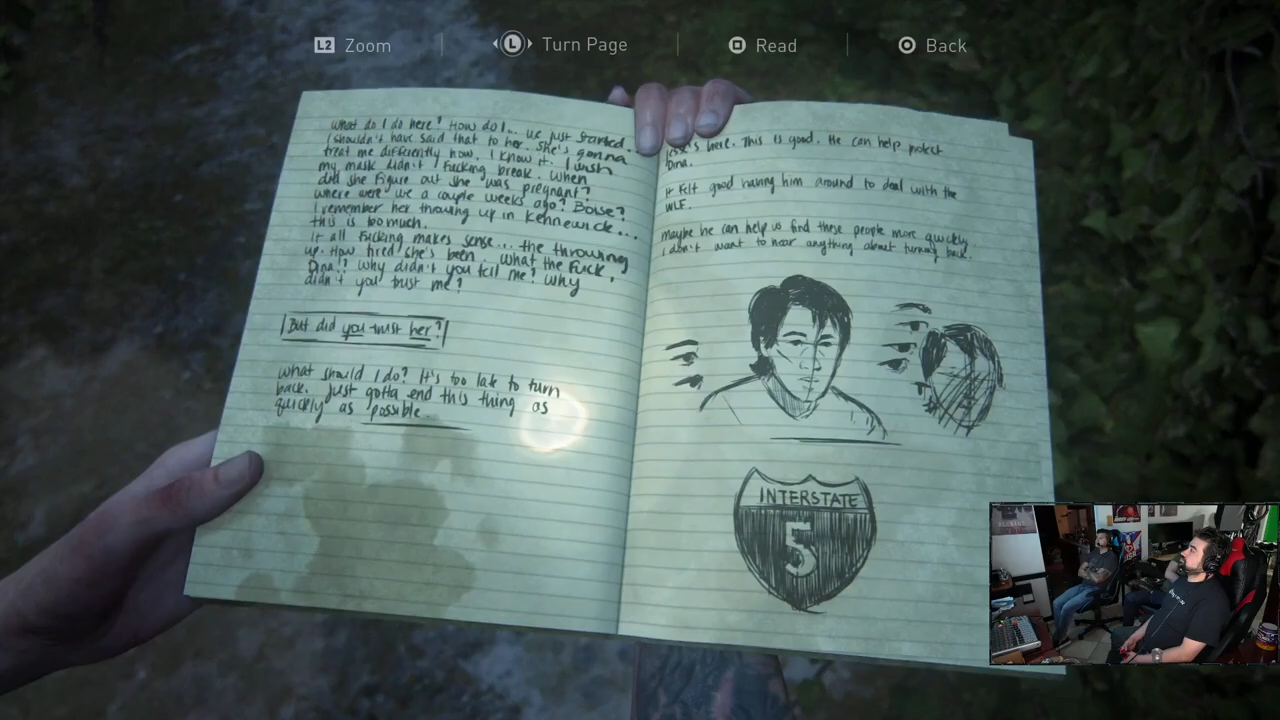 L2 Zoom
L Turn Page
Read
Back
What do I do here? How do I... we just started.
I shouldn't have said that to her. She's gonna
treat me differently now. I know it. I wish
my mask didn't fucking break. When
did she figure out she was pregnant?
where were we a couple weeks ago? Boise?
I remember her throwing up in Kennewick...
this is too much.
It all fucking makes sense... the throwing
up. How tired she's been. What the Fuck,
Dina!? Why didn't you tell me? Why
didn't you trust me?
But did you trust her?
What should I do? It's too late to turn
back. Just gotta end this thing as
quickly as possible.
Jesse's here. This is good. He can help protect
Dina.
It felt good having him around to deal with the
WLF.
Maybe he can help us find these people more quickly
I don't want to hear anything about turning back.
INTERSTATE
5